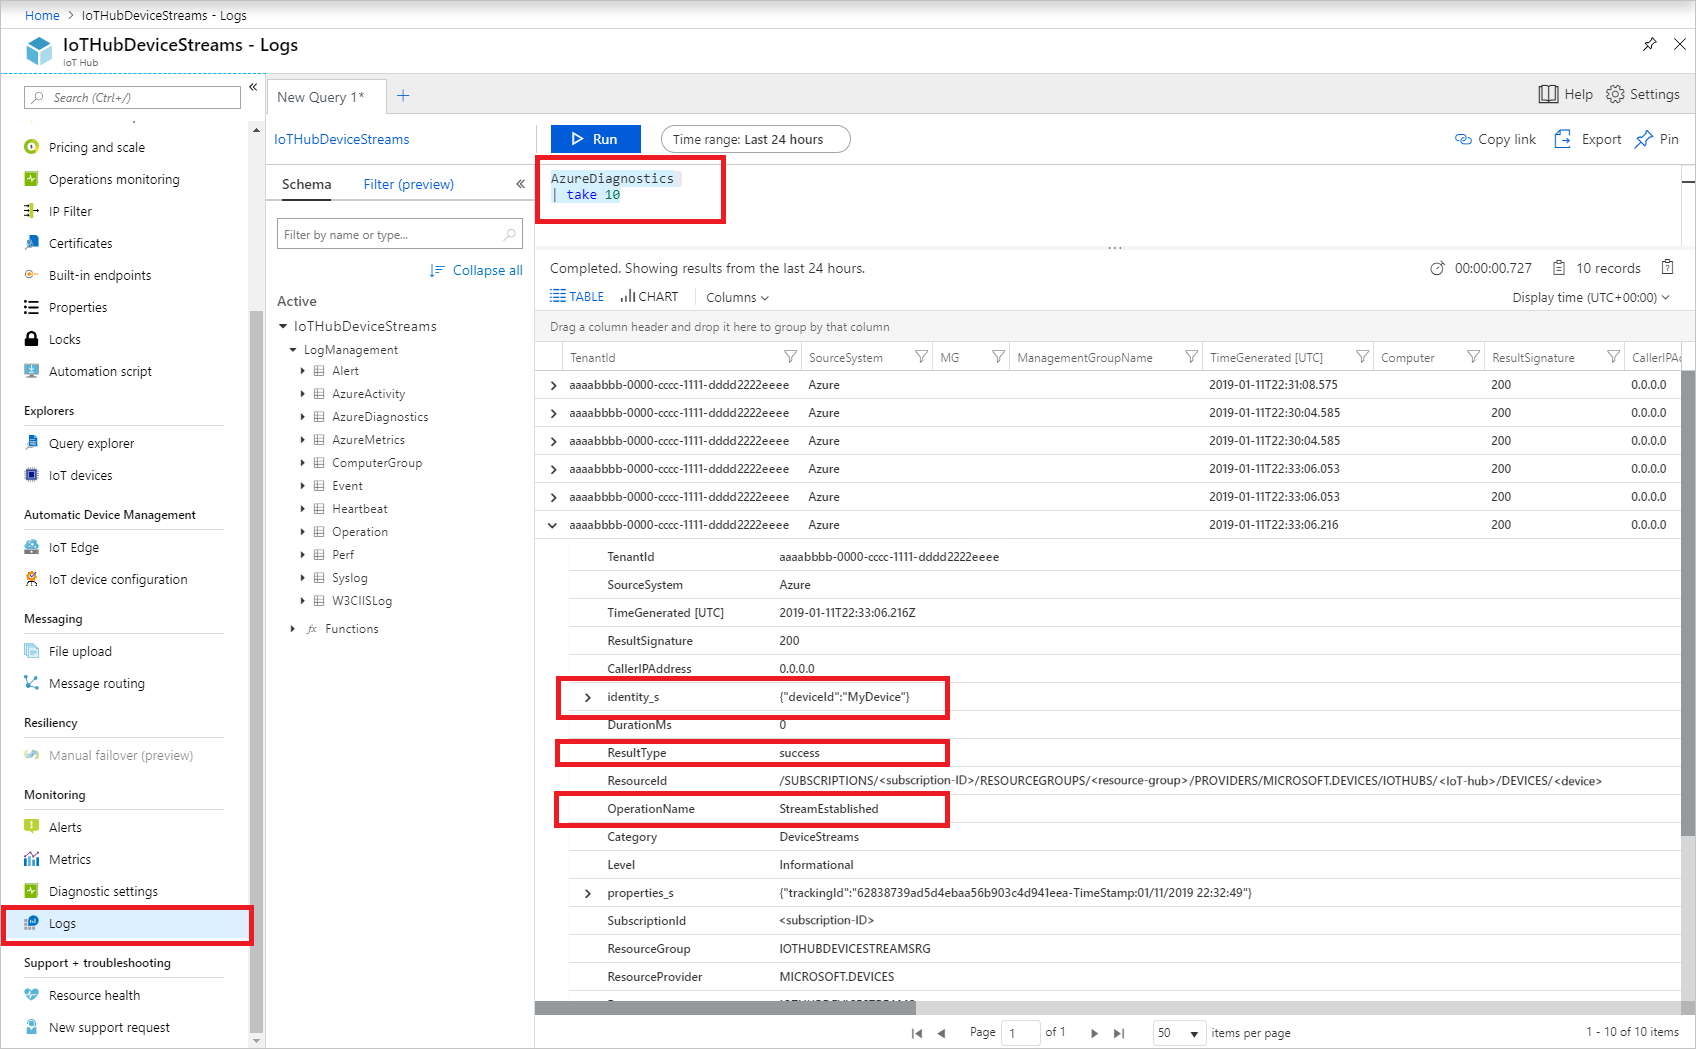 Home > IoTHubDeviceStreams - Logs
IoTHubDeviceStreams - Logs
IoT Hub
Search (Ctrl+/)
Pricing and scale
Operations monitoring
IP Filter
Certificates
Built-in endpoints
Properties
Locks
Automation script
Explorers
Query explorer
IoT devices
Automatic Device Management
IoT Edge
IoT device configuration
Messaging
File upload
Message routing
Resiliency
Manual failover (preview)
Monitoring
Alerts
Metrics
Diagnostic settings
Logs
Support + troubleshooting
Resource health
New support request
New Query 1*
Help
Settings
IoTHubDeviceStreams
Run
Time range: Last 24 hours
Copy link
Export
Pin
Schema
Filter (preview)
Filter by name or type...
Collapse all
Active
IoTHubDeviceStreams
LogManagement
Alert
AzureActivity
AzureDiagnostics
AzureMetrics
ComputerGroup
Event
Heartbeat
Operation
Perf
Syslog
W3CIISLog
fx Functions
AzureDiagnostics
| take 10
Completed. Showing results from the last 24 hours.
00:00:00.727
10 records
TABLE
CHART
Columns
Display time (UTC+00:00)
Drag a column header and drop it here to group by that column
TenantId SourceSystem MG ManagementGroupName TimeGenerated [UTC] Computer ResultSignature CallerIPAc
aaaabbbb-0000-cccc-1111-dddd2222eeee Azure 2019-01-11T22:31:08.575 200 0.0.0.0
aaaabbbb-0000-cccc-1111-dddd2222eeee Azure 2019-01-11T22:30:04.585 200 0.0.0.0
aaaabbbb-0000-cccc-1111-dddd2222eeee Azure 2019-01-11T22:30:04.585 200 0.0.0.0
aaaabbbb-0000-cccc-1111-dddd2222eeee Azure 2019-01-11T22:33:06.053 200 0.0.0.0
aaaabbbb-0000-cccc-1111-dddd2222eeee Azure 2019-01-11T22:33:06.053 200 0.0.0.0
aaaabbbb-0000-cccc-1111-dddd2222eeee Azure 2019-01-11T22:33:06.216 200 0.0.0.0
TenantId aaaabbbb-0000-cccc-1111-dddd2222eeee
SourceSystem Azure
TimeGenerated [UTC] 2019-01-11T22:33:06.216Z
ResultSignature 200
CallerIPAddress 0.0.0.0
identity_s {"deviceId":"MyDevice"}
DurationMs 0
ResultType success
ResourceId /SUBSCRIPTIONS/<subscription-ID>/RESOURCEGROUPS/<resource-group>/PROVIDERS/MICROSOFT.DEVICES/IOTHUBS/<IoT-hub>/DEVICES/<device>
OperationName StreamEstablished
Category DeviceStreams
Level Informational
properties_s {"trackingId":"62838739ad5d4ebaa56b903c4d941eea-TimeStamp:01/11/2019 22:32:49"}
SubscriptionId <subscription-ID>
ResourceGroup IOTHUBDEVICESTREAMSRG
ResourceProvider MICROSOFT.DEVICES
Page 1 of 1
50 items per page
1 - 10 of 10 items